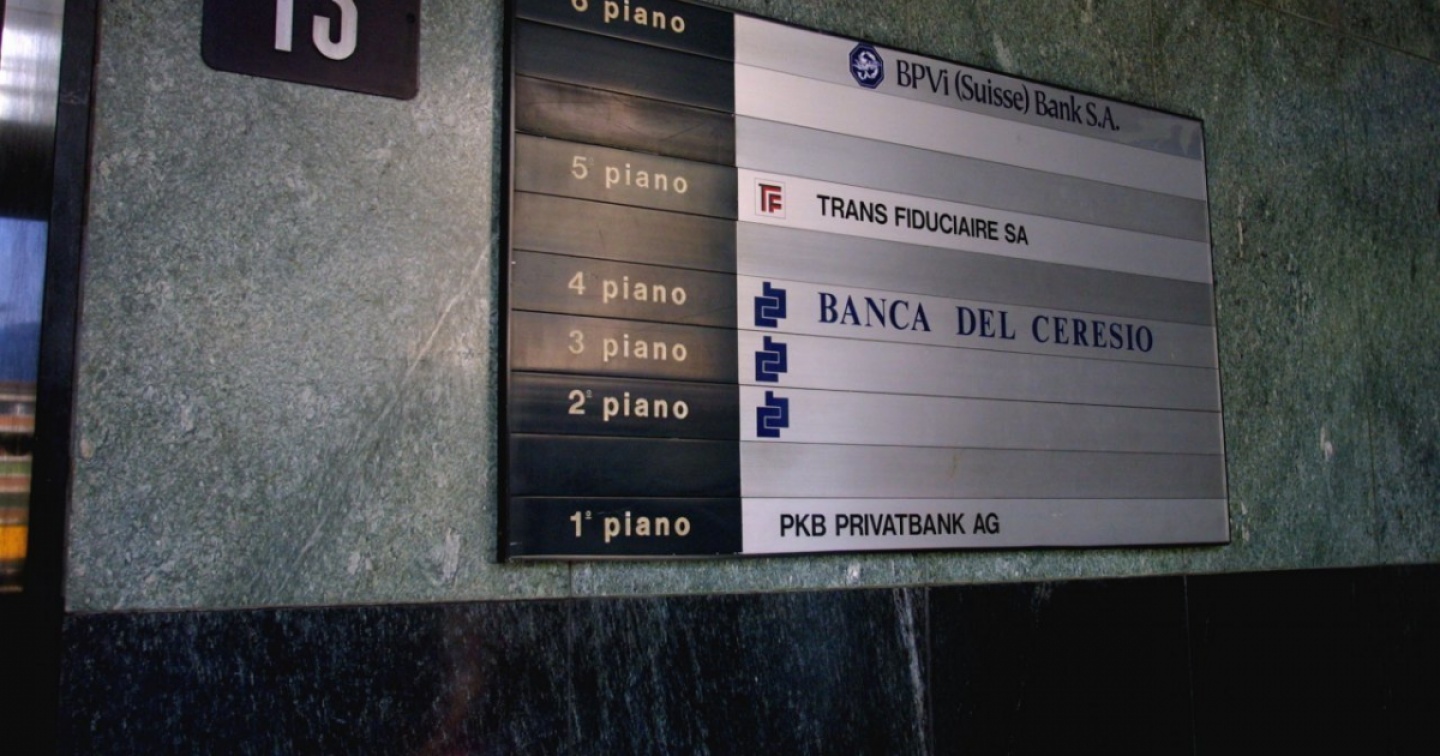 13
6 piano
BPVi (Suisse) Bank S.A.
5° piano
TF TRANS FIDUCIAIRE SA
4 piano
BANCA DEL CERESIO
3 piano
2° piano
1° piano
PKB PRIVATBANK AG